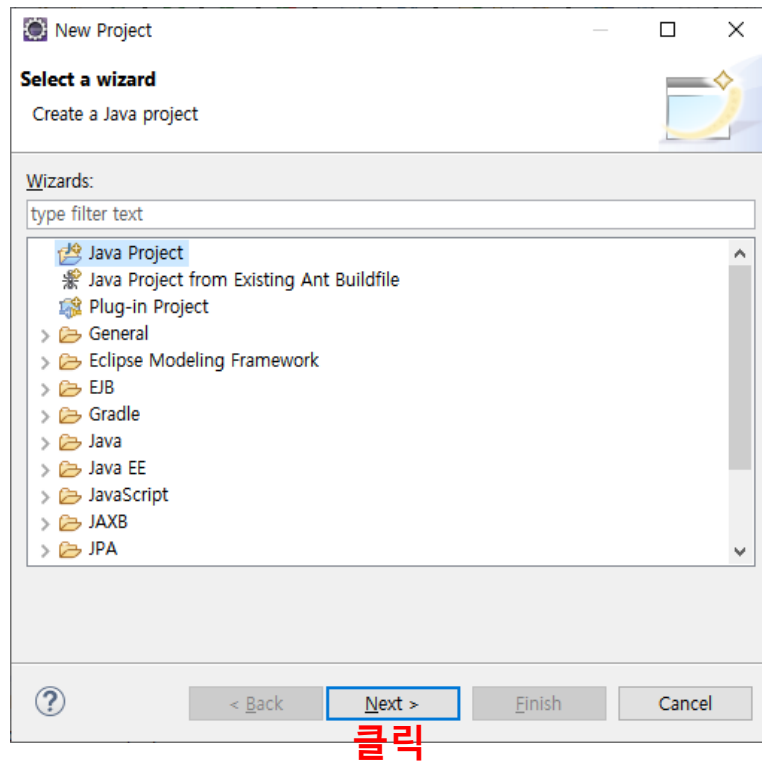 New Project
Select a wizard
Create a Java project
Wizards:
type filter text
Java Project
Java Project from Existing Ant Buildfile
Plug-in Project
General
Eclipse Modeling Framework
EJB
Gradle
Java
Java EE
JavaScript
JAXB
JPA
? < Back Next > Finish Cancel
클릭